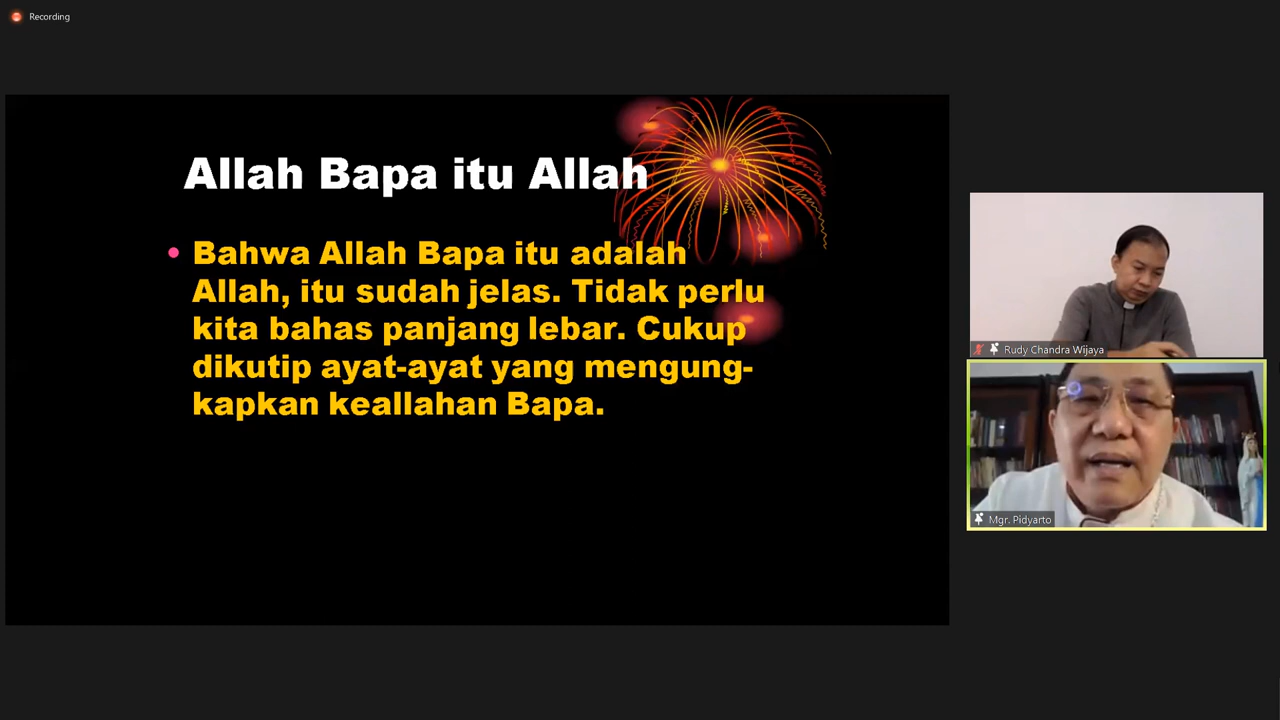 Recording
Allah Bapa itu Allah
• Bahwa Allah Bapa itu adalah
Allah, itu sudah jelas. Tidak perlu
kita bahas panjang lebar. Cukup
dikutip ayat-ayat yang mengung-
kapkan keallahan Bapa.
Rudy Chandra Wijaya
Mgr. Pidyarto